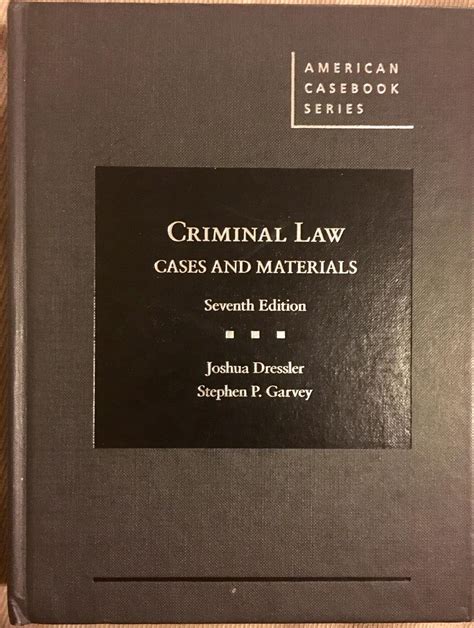 AMERICAN
CASEBOOK
SERIES
CRIMINAL LAW
CASES AND MATERIALS
Seventh Edition
Joshua Dressler
Stephen P. Garvey